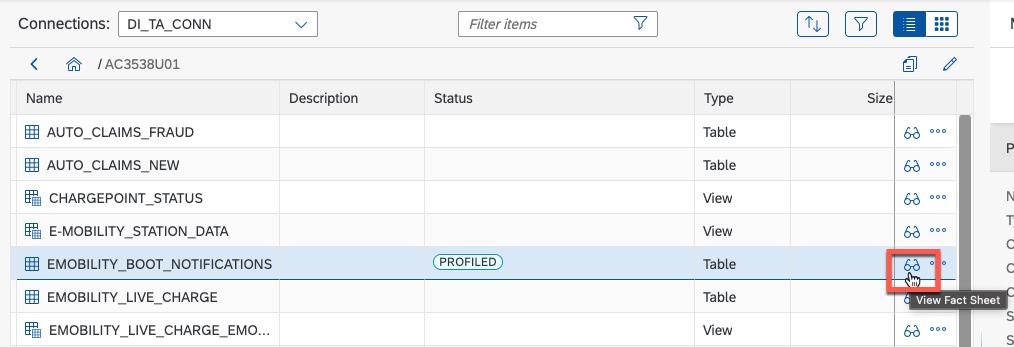 Connections: DI_TA_CONN Filter items
/ AC3538U01
Name Description Status Type Size
AUTO_CLAIMS_FRAUD Table
AUTO_CLAIMS_NEW Table
CHARGEPOINT_STATUS View
E-MOBILITY_STATION_DATA View
EMOBILITY_BOOT_NOTIFICATIONS PROFILED Table
EMOBILITY_LIVE_CHARGE Table
View Fact Sheet
EMOBILITY_LIVE_CHARGE_EMO... View